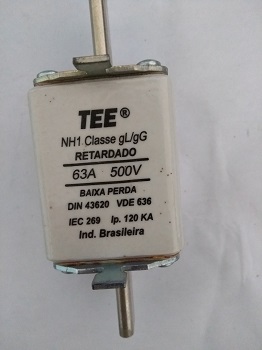 TEE®
NH1 Classe gL/gG
RETARDADO
63A 500V
BAIXA PERDA
DIN 43620 VDE 636
IEC 269 Ip. 120 KA
Ind. Brasileira